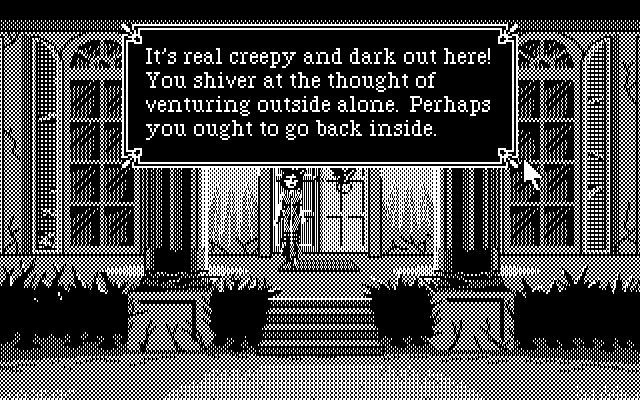 It's real creepy and dark out here!
You shiver at the thought of
venturing outside alone. Perhaps
you ought to go back inside.